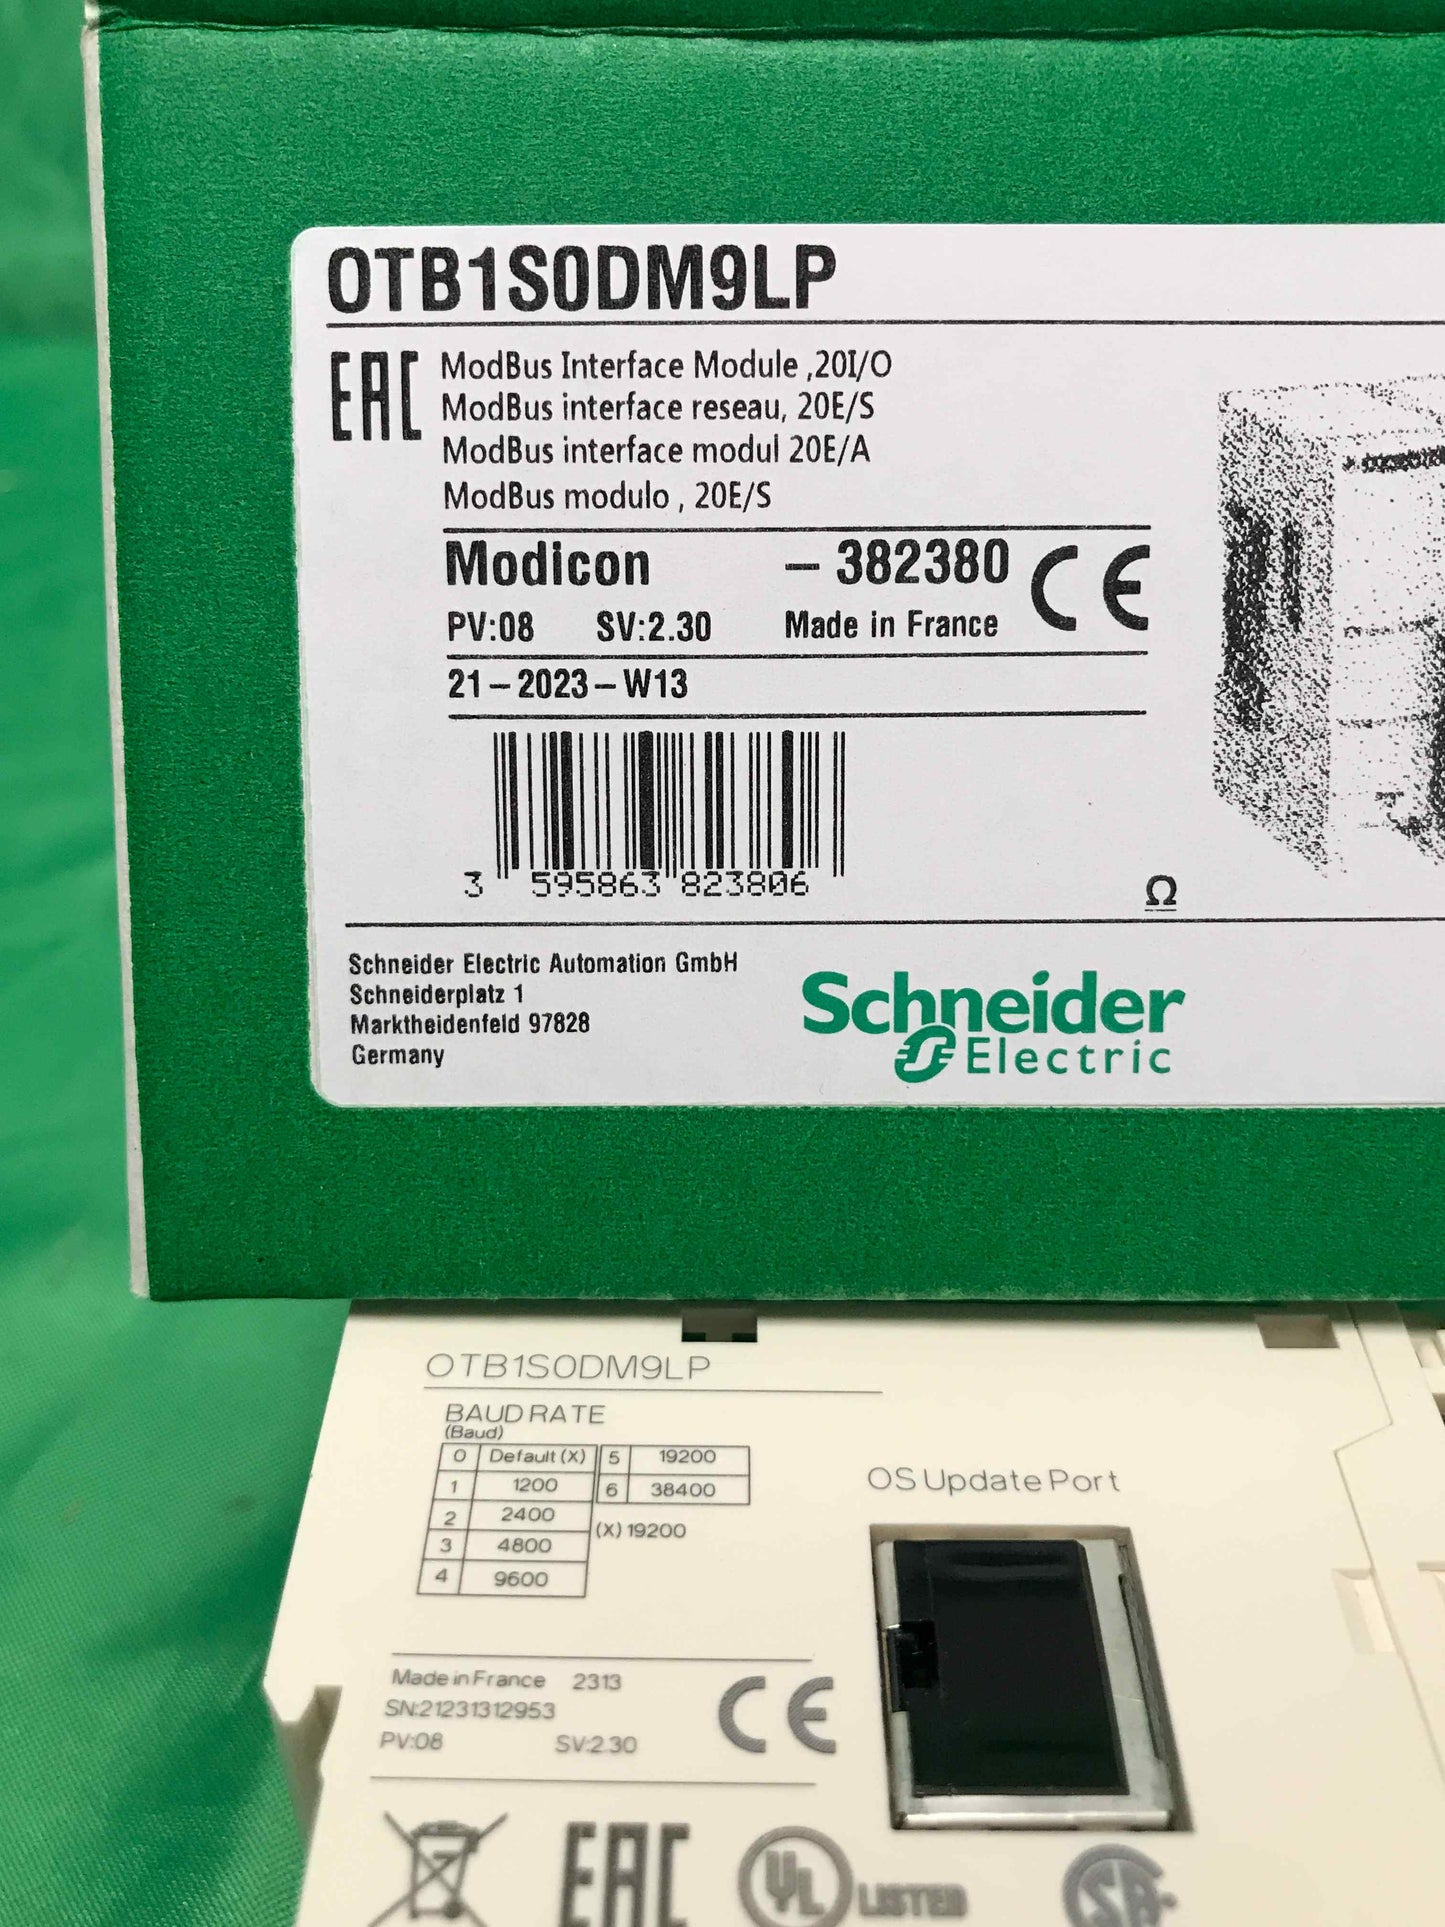 OTB1S0DM9LP
EAC
ModBus Interface Module ,20I/O
ModBus interface reseau, 20E/S
ModBus interface modul 20E/A
ModBus modulo , 20E/S
Modicon – 382380 CE
PV:08 SV:2.30 Made in France
21 – 2023 – W13
3 595863 823806
Ω
Schneider Electric Automation GmbH
Schneiderplatz 1
Marktheidenfeld 97828
Germany
Schneider
Electric
OTB1S0DM9LP
BAUD RATE
(Baud)
0 Default (X) 5 19200
1 1200 6 38400
2 2400
(X) 19200
3 4800
4 9600
OS Update Port
Made in France 2313
SN:21231312953
PV:08 SV:2.30
CE
EAC UL LISTED SA